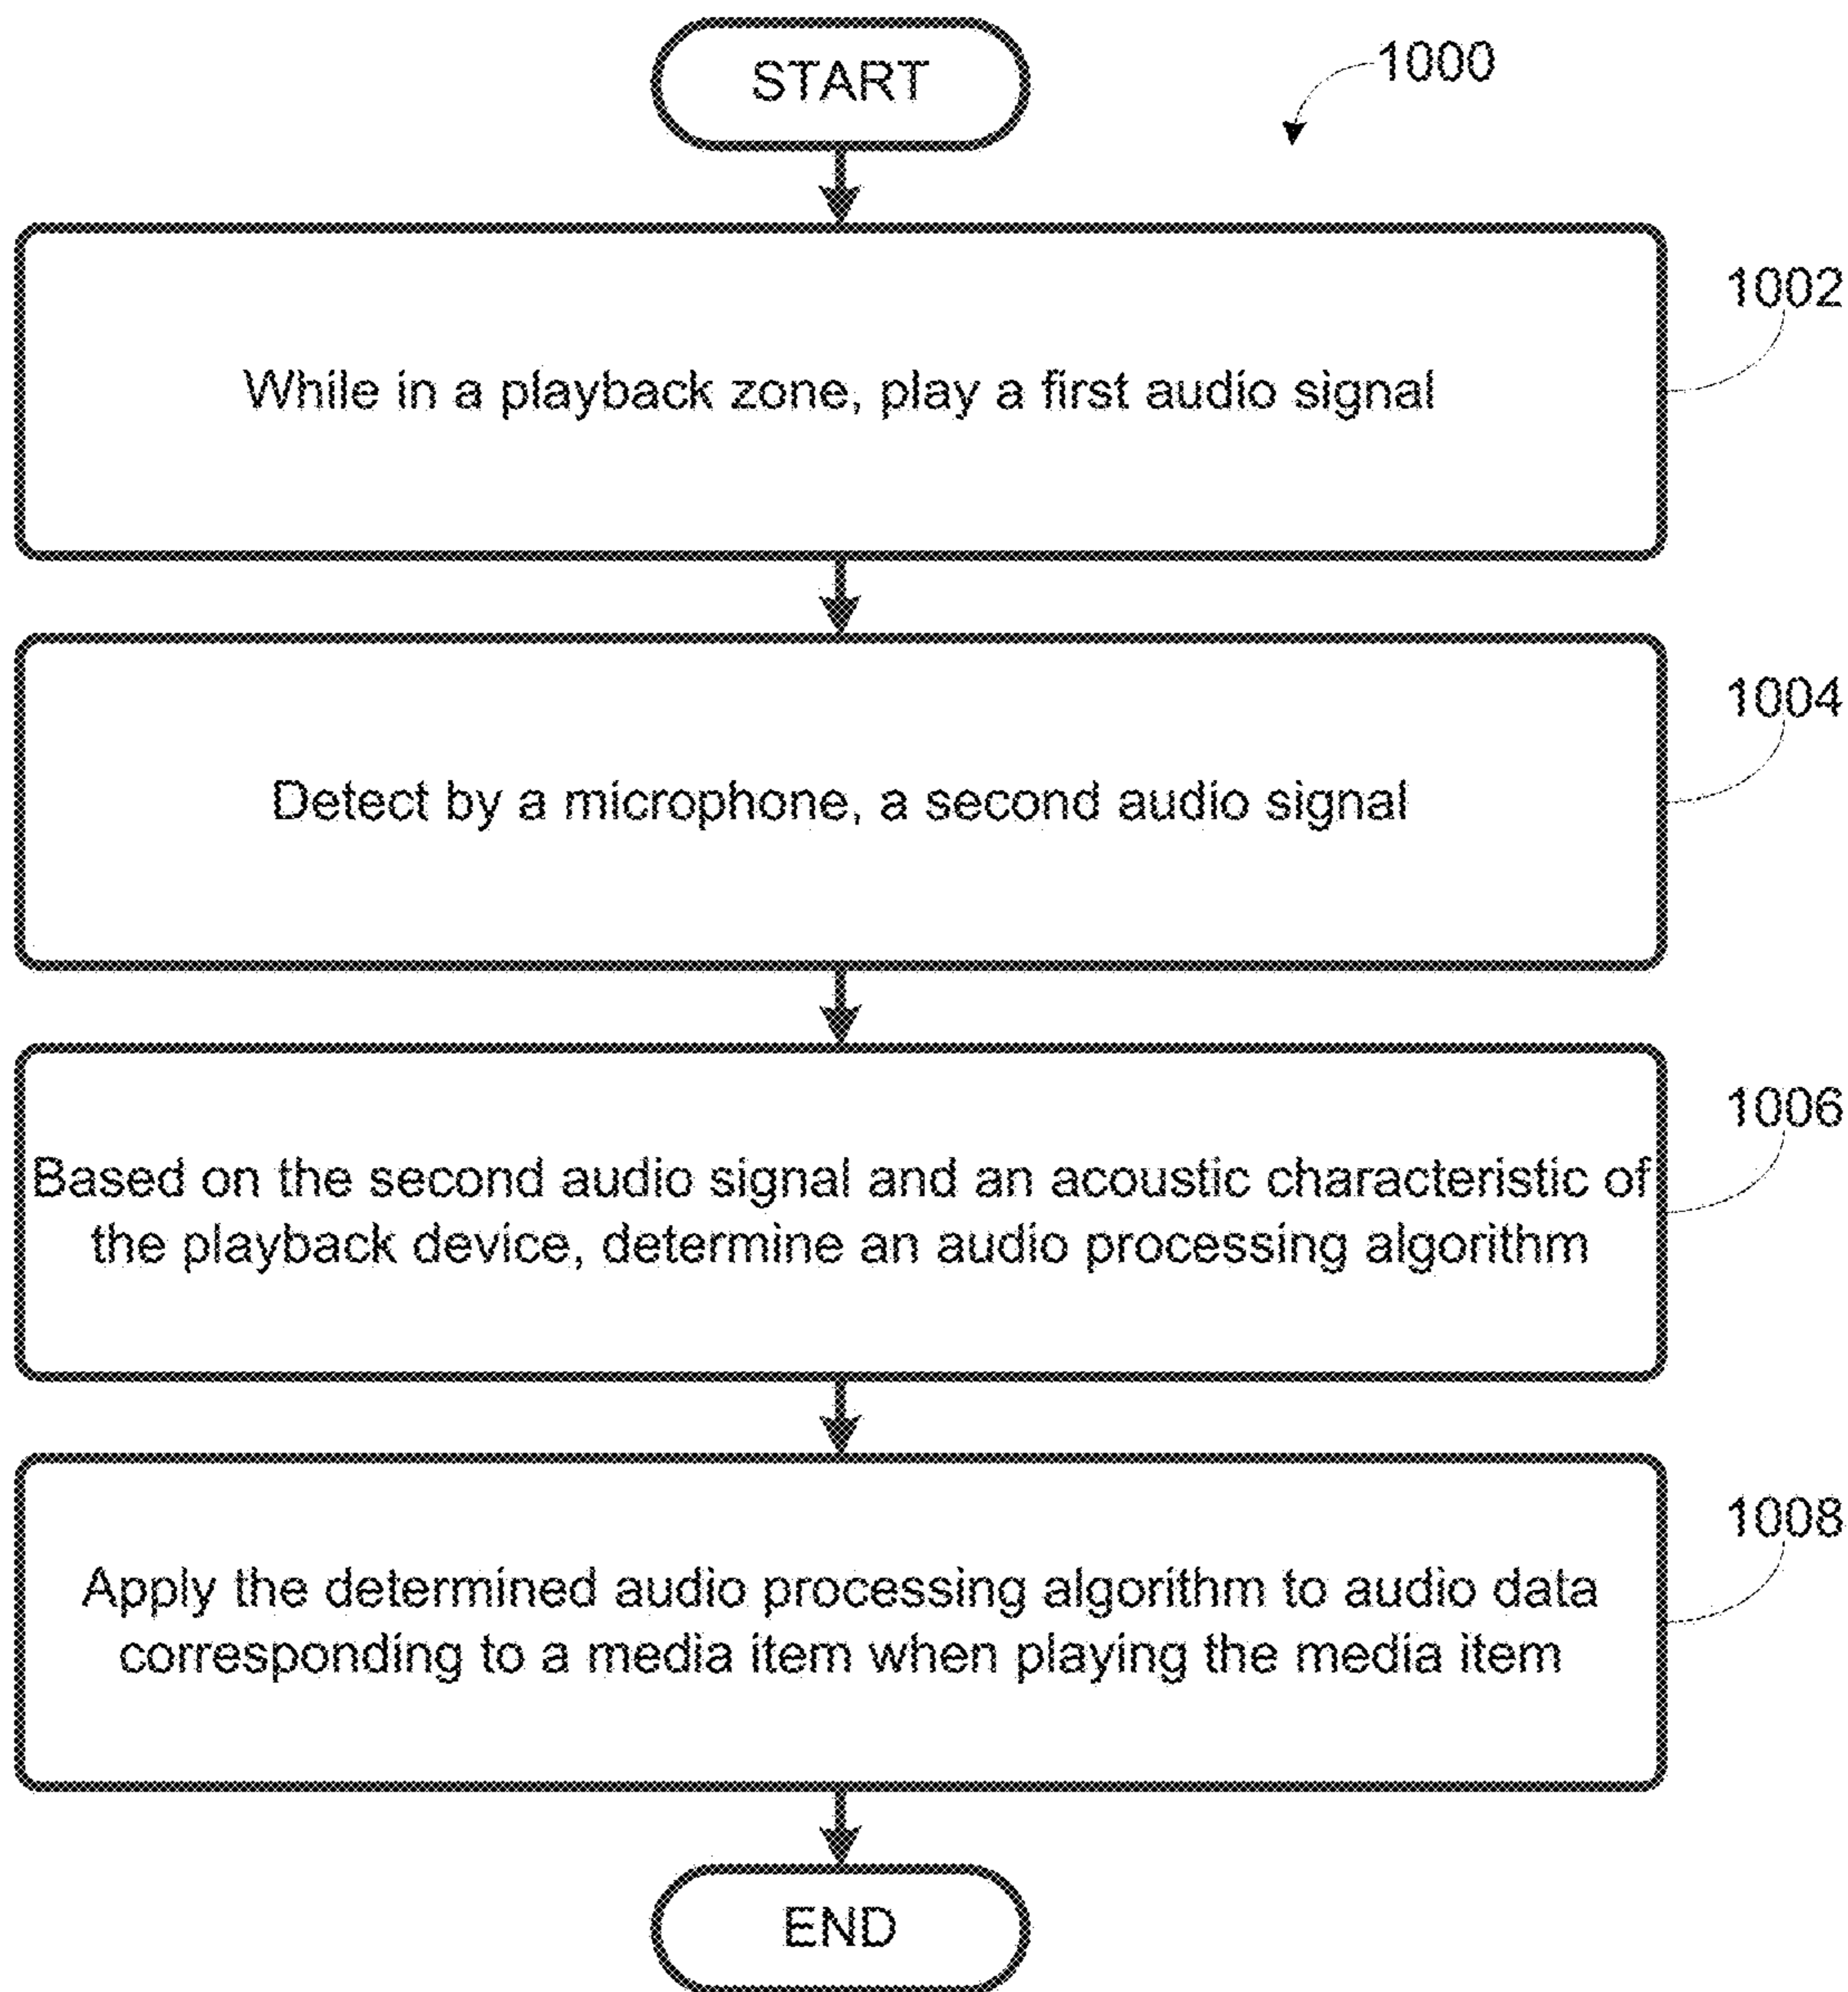 START
1000
1002
While in a playback zone, play a first audio signal
1004
Detect by a microphone, a second audio signal
1006
Based on the second audio signal and an acoustic characteristic of
the playback device, determine an audio processing algorithm
1008
Apply the determined audio processing algorithm to audio data
corresponding to a media item when playing the media item
END